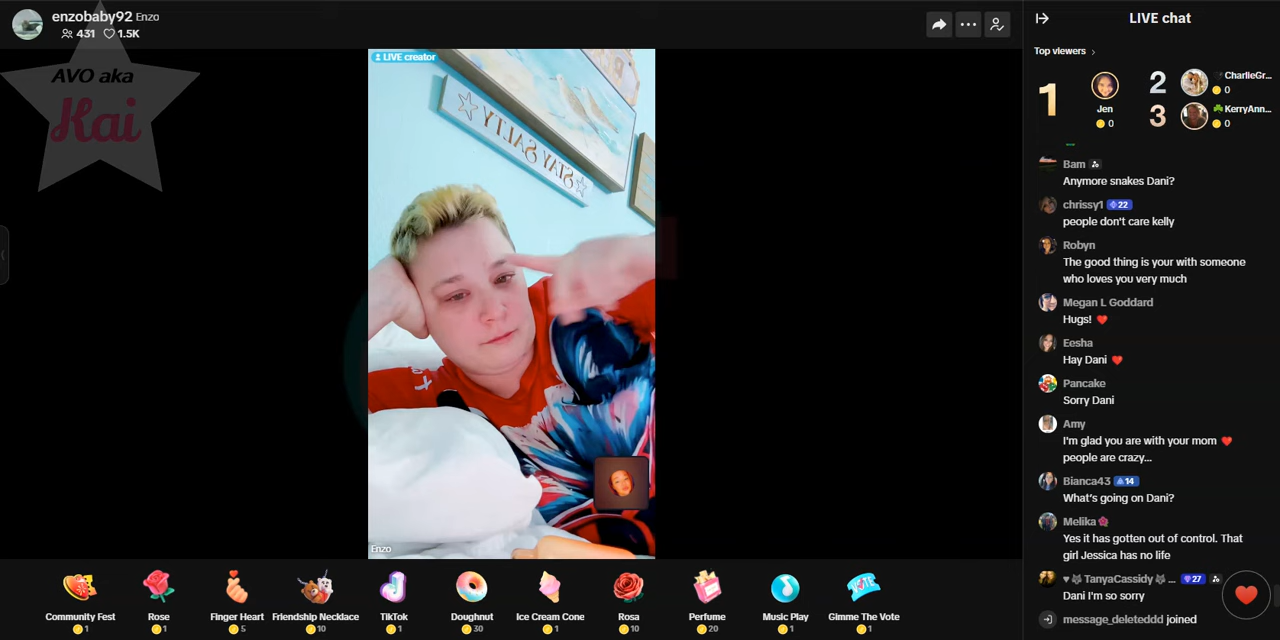 enzobaby92 Enzo
431 1.5K
AVO aka
Kai
LIVE creator
STAY SALTY
Enzo
Community Fest
1
Rose
1
Finger Heart
5
Friendship Necklace
10
TikTok
1
Doughnut
30
Ice Cream Cone
1
Rosa
10
Perfume
20
Music Play
1
VOTE
Gimme The Vote
1
LIVE chat
Top viewers
1
Jen
0
2
CharlieGr...
0
3
KerryAnn...
0
Bam
Anymore snakes Dani?
chrissy1 22
people don't care kelly
Robyn
The good thing is your with someone
who loves you very much
Megan L Goddard
Hugs! ❤️
Eesha
Hay Dani ❤️
Pancake
Sorry Dani
Amy
I'm glad you are with your mom ❤️
people are crazy...
Bianca43 14
What's going on Dani?
Melika🌺
Yes it has gotten out of control. That
girl Jessica has no life
♥🐺TanyaCassidy🐺 ... 27
Dani I'm so sorry
message_deleteddd joined